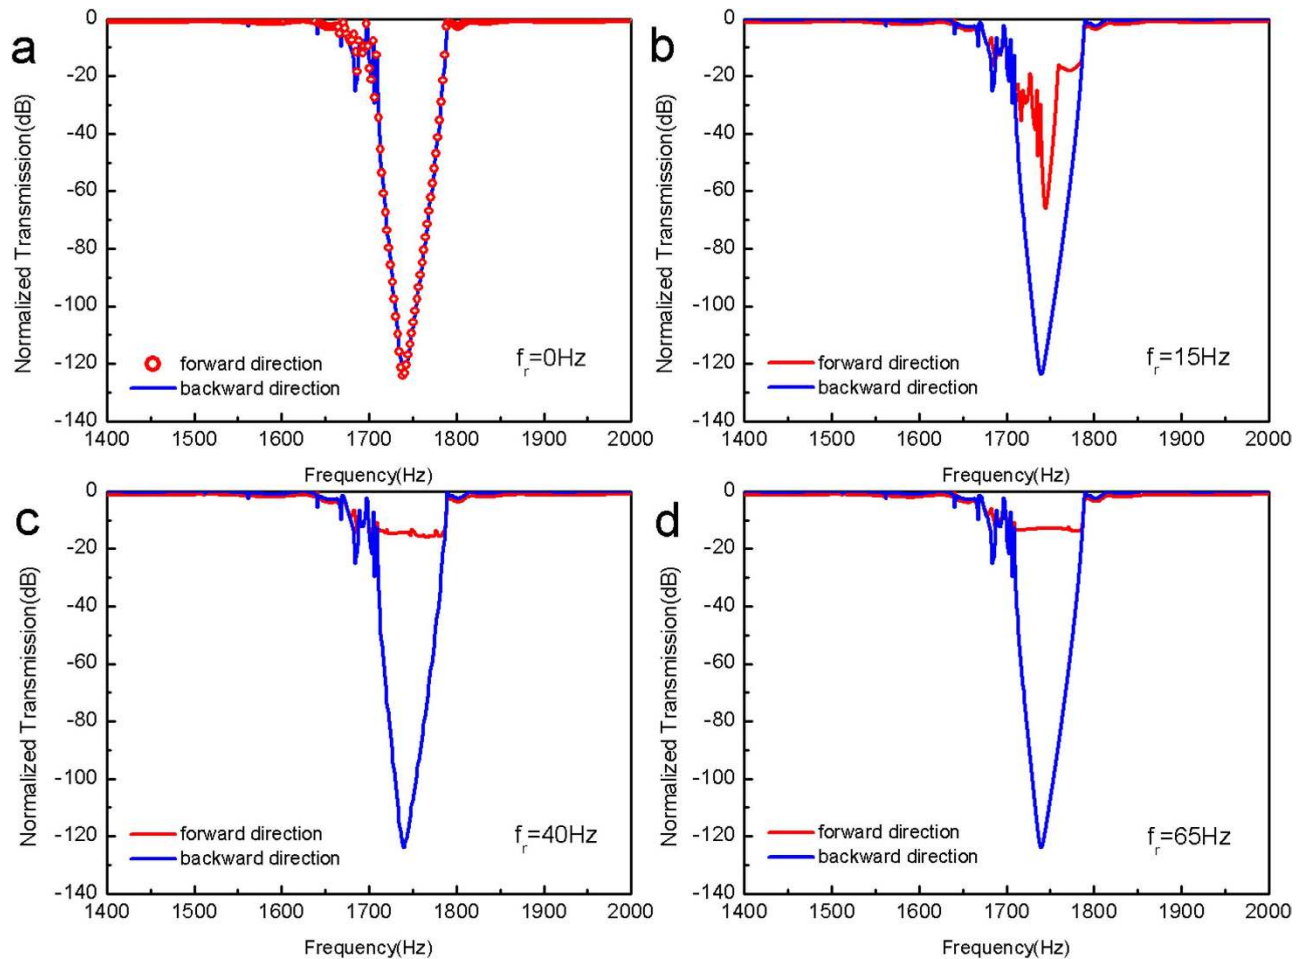 a
0
-20
-40
-60
-80
-100
-120
-140
Normalized Transmission(dB)
forward direction
backward direction
f_r=0Hz
1400 1500 1600 1700 1800 1900 2000
Frequency(Hz)
b
0
-20
-40
-60
-80
-100
-120
-140
Normalized Transmission(dB)
forward direction
backward direction
f_r=15Hz
1400 1500 1600 1700 1800 1900 2000
Frequency(Hz)
c
0
-20
-40
-60
-80
-100
-120
-140
Normalized Transmission(dB)
forward direction
backward direction
f_r=40Hz
1400 1500 1600 1700 1800 1900 2000
Frequency(Hz)
d
0
-20
-40
-60
-80
-100
-120
-140
Normalized Transmission(dB)
forward direction
backward direction
f_r=65Hz
1400 1500 1600 1700 1800 1900 2000
Frequency(Hz)